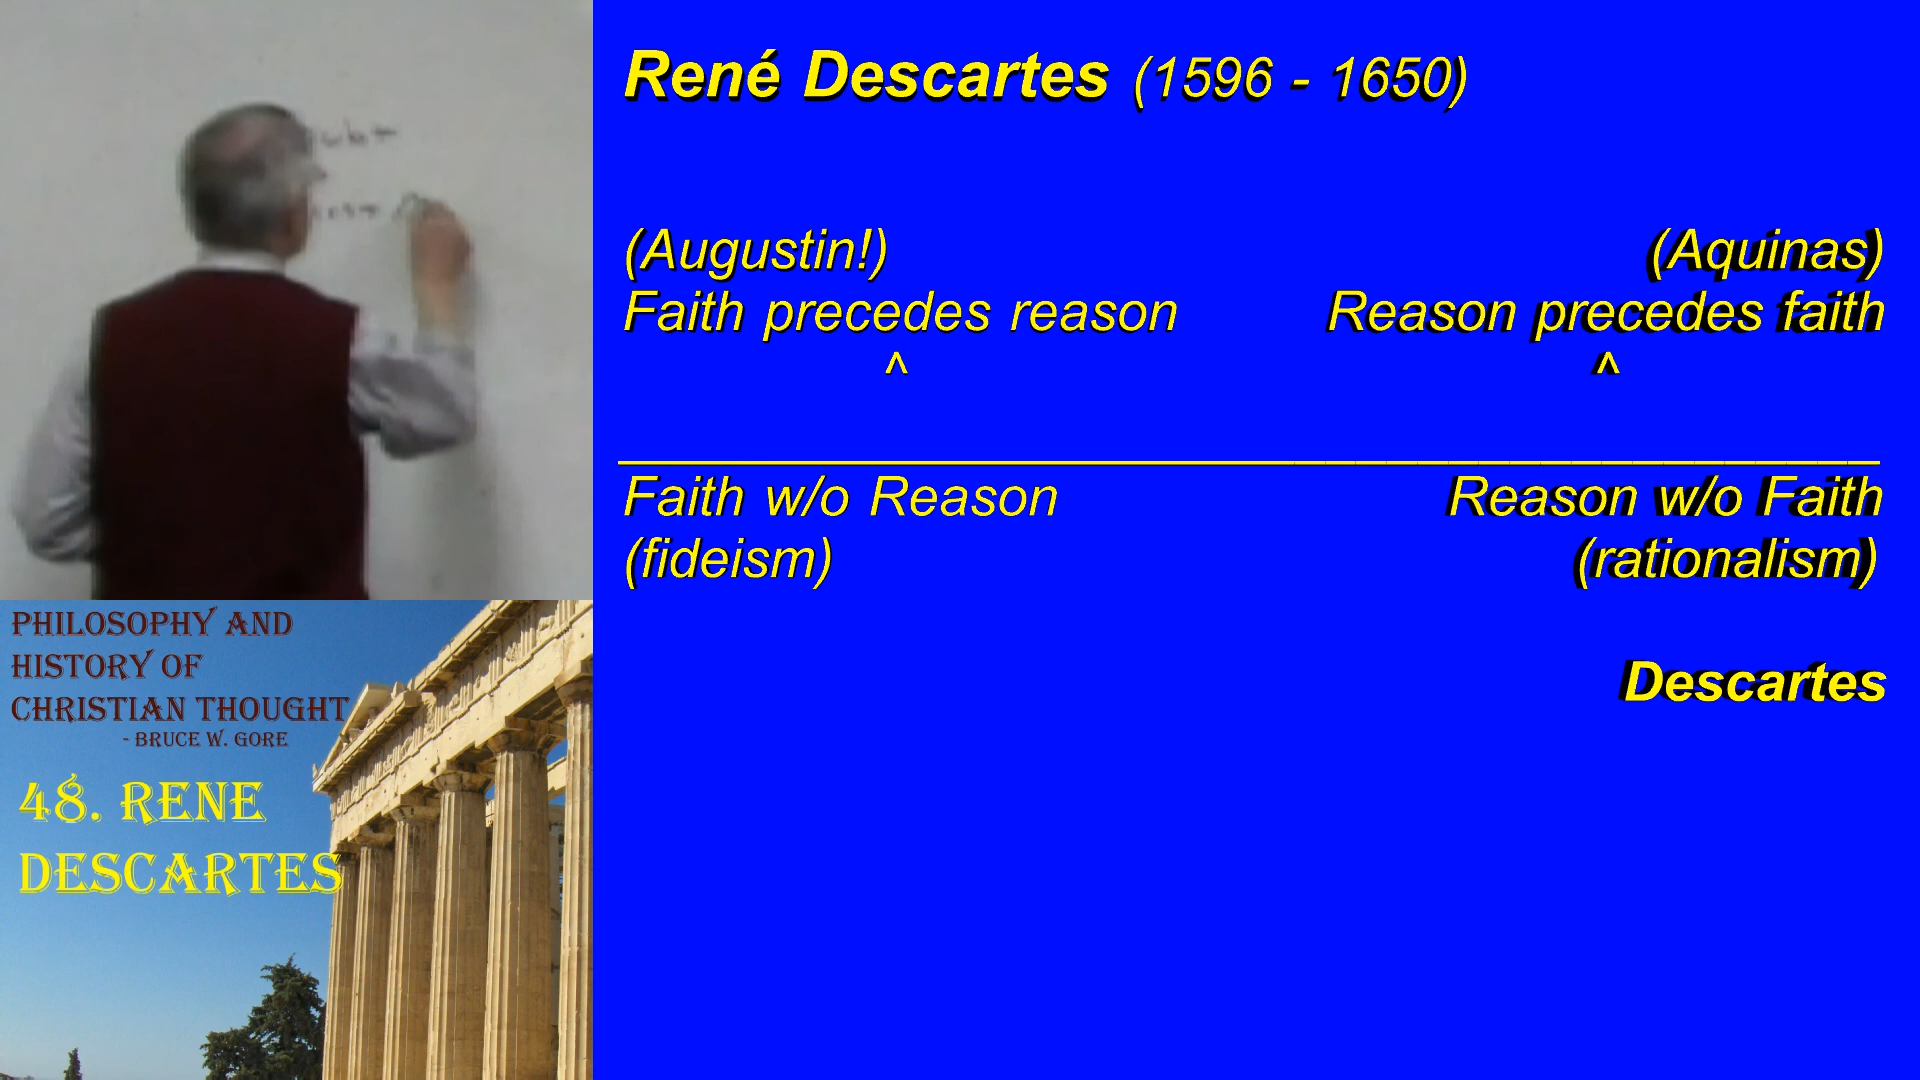 René Descartes (1596 - 1650)
(Augustin!) (Aquinas)
Faith precedes reason Reason precedes faith
^ ^
Faith w/o Reason Reason w/o Faith
(fideism) (rationalism)
Descartes
PHILOSOPHY AND
HISTORY OF
CHRISTIAN THOUGHT
- BRUCE W. GORE
48. RENE
DESCARTES